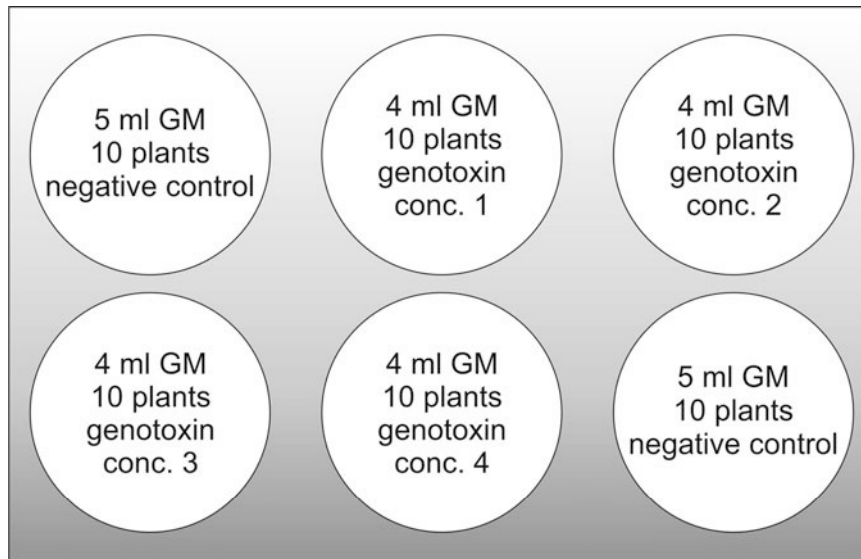 5 ml GM
10 plants
negative control
4 ml GM
10 plants
genotoxin
conc. 1
4 ml GM
10 plants
genotoxin
conc. 2
4 ml GM
10 plants
genotoxin
conc. 3
4 ml GM
10 plants
genotoxin
conc. 4
5 ml GM
10 plants
negative control